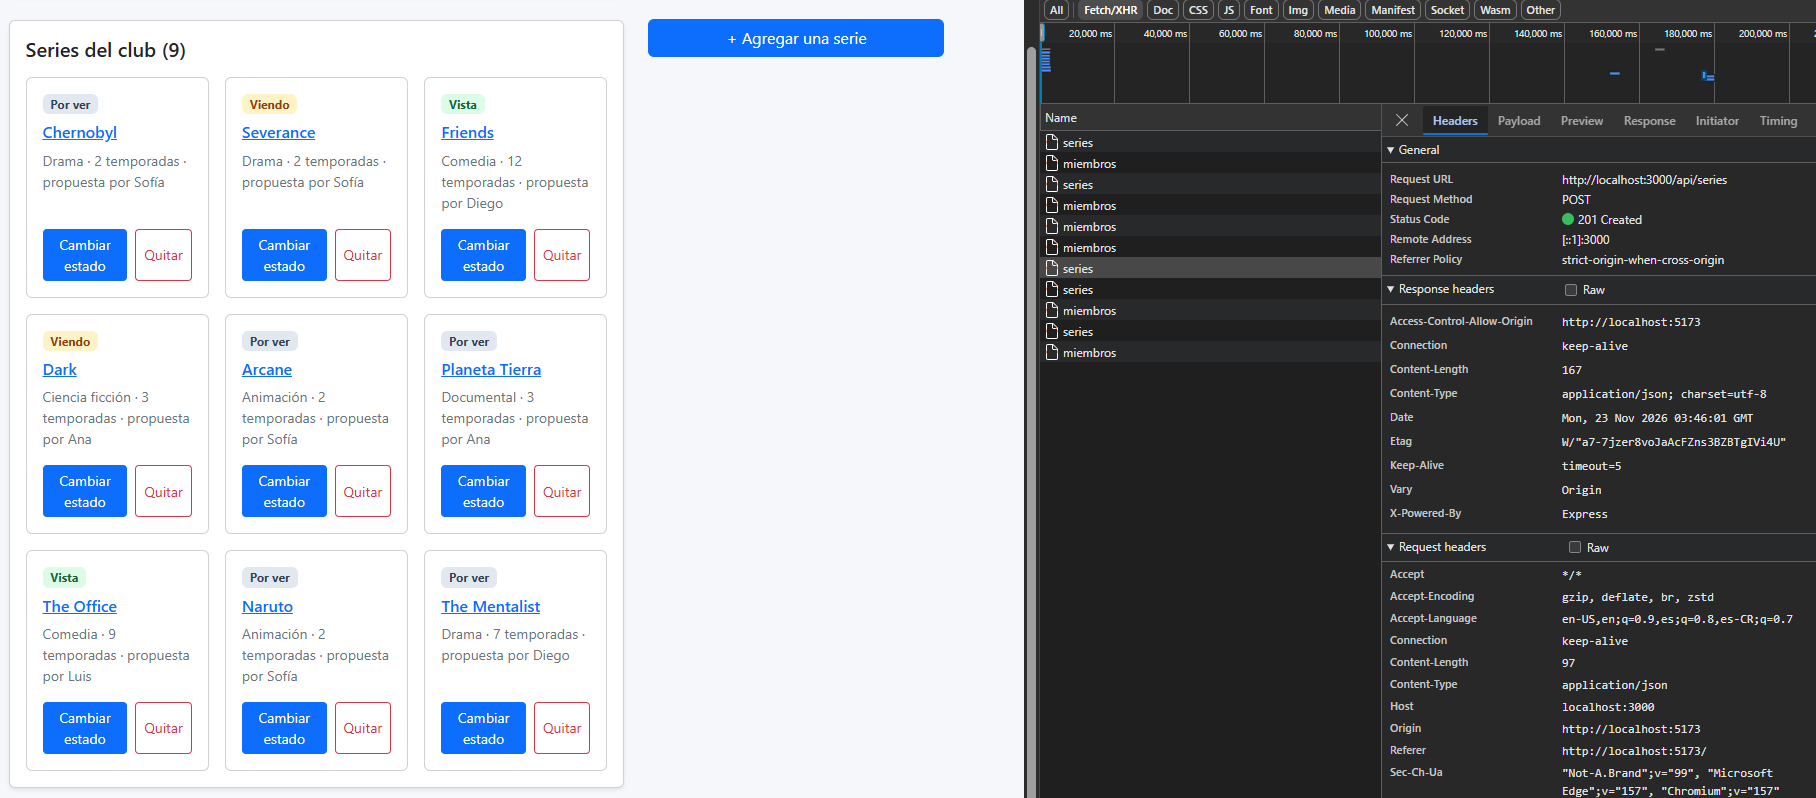 Series del club (9)
+ Agregar una serie
Por ver
Chernobyl
Drama · 2 temporadas ·
propuesta por Sofía
Cambiar
estado
Quitar
Viendo
Severance
Drama · 2 temporadas ·
propuesta por Sofía
Cambiar
estado
Quitar
Vista
Friends
Comedia · 12
temporadas · propuesta
por Diego
Cambiar
estado
Quitar
Viendo
Dark
Ciencia ficción · 3
temporadas · propuesta
por Ana
Cambiar
estado
Quitar
Por ver
Arcane
Animación · 2
temporadas · propuesta
por Sofía
Cambiar
estado
Quitar
Por ver
Planeta Tierra
Documental · 3
temporadas · propuesta
por Ana
Cambiar
estado
Quitar
Vista
The Office
Comedia · 9
temporadas · propuesta
por Luis
Cambiar
estado
Quitar
Por ver
Naruto
Animación · 2
temporadas · propuesta
por Sofía
Cambiar
estado
Quitar
Por ver
The Mentalist
Drama · 7 temporadas ·
propuesta por Diego
Cambiar
estado
Quitar
All Fetch/XHR Doc CSS JS Font Img Media Manifest Socket Wasm Other
20,000 ms 40,000 ms 60,000 ms 80,000 ms 100,000 ms 120,000 ms 140,000 ms 160,000 ms 180,000 ms 200,000 ms
Name
series
miembros
series
miembros
miembros
miembros
series
series
miembros
series
miembros
Headers Payload Preview Response Initiator Timing
General
Request URL http://localhost:3000/api/series
Request Method POST
Status Code 201 Created
Remote Address [::1]:3000
Referrer Policy strict-origin-when-cross-origin
Response headers Raw
Access-Control-Allow-Origin http://localhost:5173
Connection keep-alive
Content-Length 167
Content-Type application/json; charset=utf-8
Date Mon, 23 Nov 2026 03:46:01 GMT
Etag W/"a7-7jzer8voJaAcFZns3BZBTgIVi4U"
Keep-Alive timeout=5
Vary Origin
X-Powered-By Express
Request headers Raw
Accept */*
Accept-Encoding gzip, deflate, br, zstd
Accept-Language en-US,en;q=0.9,es;q=0.8,es-CR;q=0.7
Connection keep-alive
Content-Length 97
Content-Type application/json
Host localhost:3000
Origin http://localhost:5173
Referer http://localhost:5173/
Sec-Ch-Ua "Not-A.Brand";v="99", "Microsoft
Edge";v="157", "Chromium";v="157"